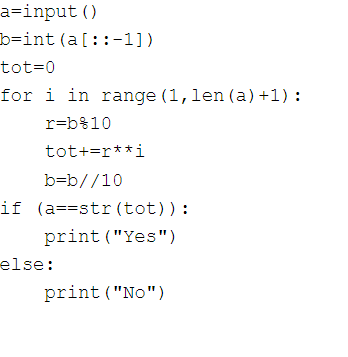 a=input()
b=int(a[::-1])
tot=0
for i in range(1,len(a)+1):
    r=b%10
    tot+=r**i
    b=b//10
if (a==str(tot)):
    print("Yes")
else:
    print("No")